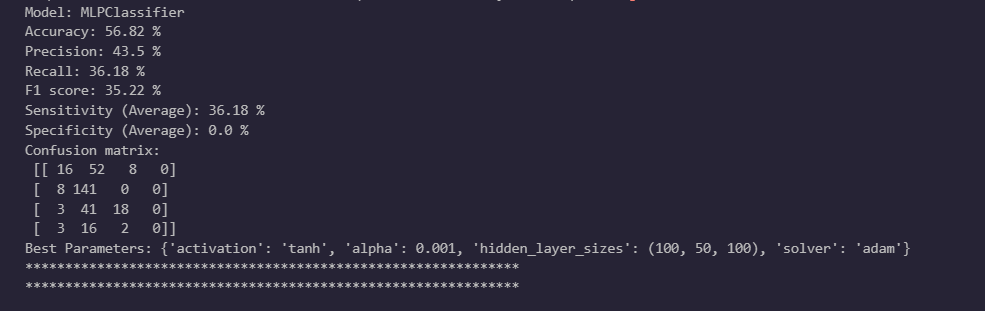 Model: MLPClassifier
Accuracy: 56.82 %
Precision: 43.5 %
Recall: 36.18 %
F1 score: 35.22 %
Sensitivity (Average): 36.18 %
Specificity (Average): 0.0 %
Confusion matrix:
[[ 16  52   8   0]
[  8 141   0   0]
[  3  41  18   0]
[  3  16   2   0]]
Best Parameters: {'activation': 'tanh', 'alpha': 0.001, 'hidden_layer_sizes': (100, 50, 100), 'solver': 'adam'}
**************************************************************
**************************************************************